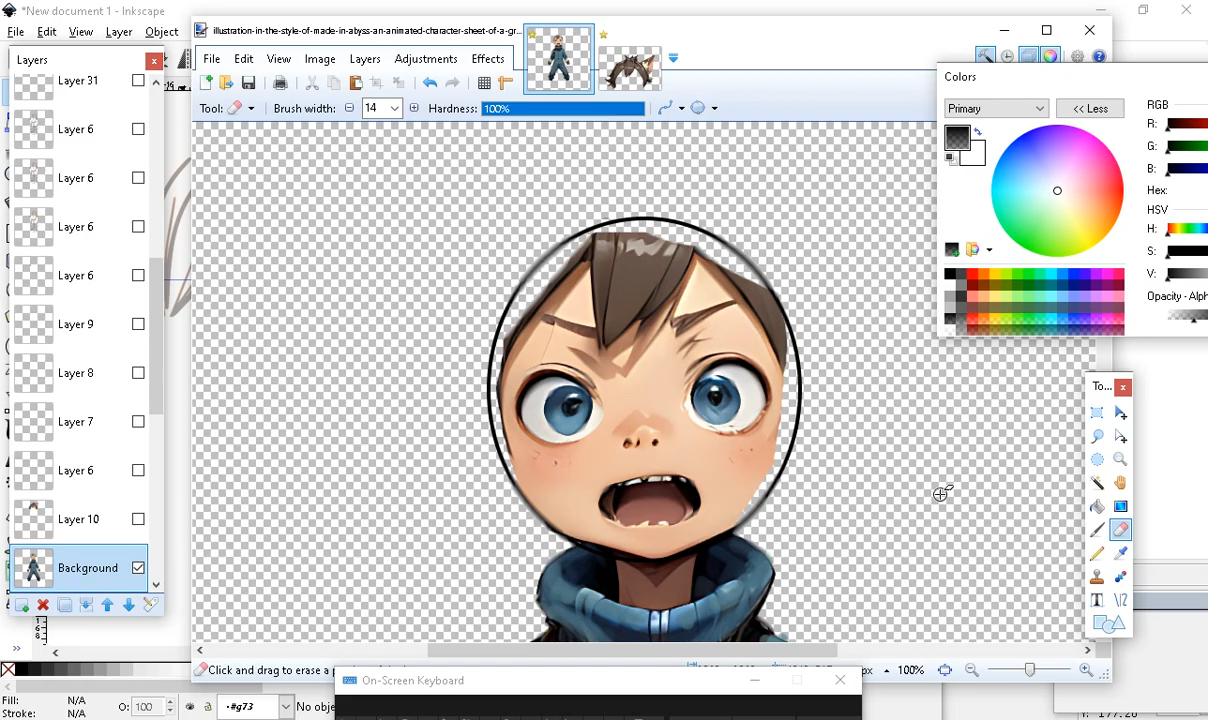 *New document 1 - Inkscape
File Edit View Layer Object
Layers
Layer 31
Layer 6
Layer 6
Layer 6
Layer 6
Layer 9
Layer 8
Layer 7
Layer 6
Layer 10
Background
illustration-in-the-style-of-made-in-abyss-an-animated-character-sheet-of-a-gr...
File Edit View Image Layers Adjustments Effects
Tool: Brush width: 14 Hardness: 100%
Colors
Primary << Less
RGB
R:
G:
B:
Hex:
HSV
H:
S:
V:
Opacity - Alph
To...
Click and drag to erase a p
px 100%
On-Screen Keyboard
Fill: N/A
Stroke: N/A
O: 100
•#g73
No obje
Y: 177.28